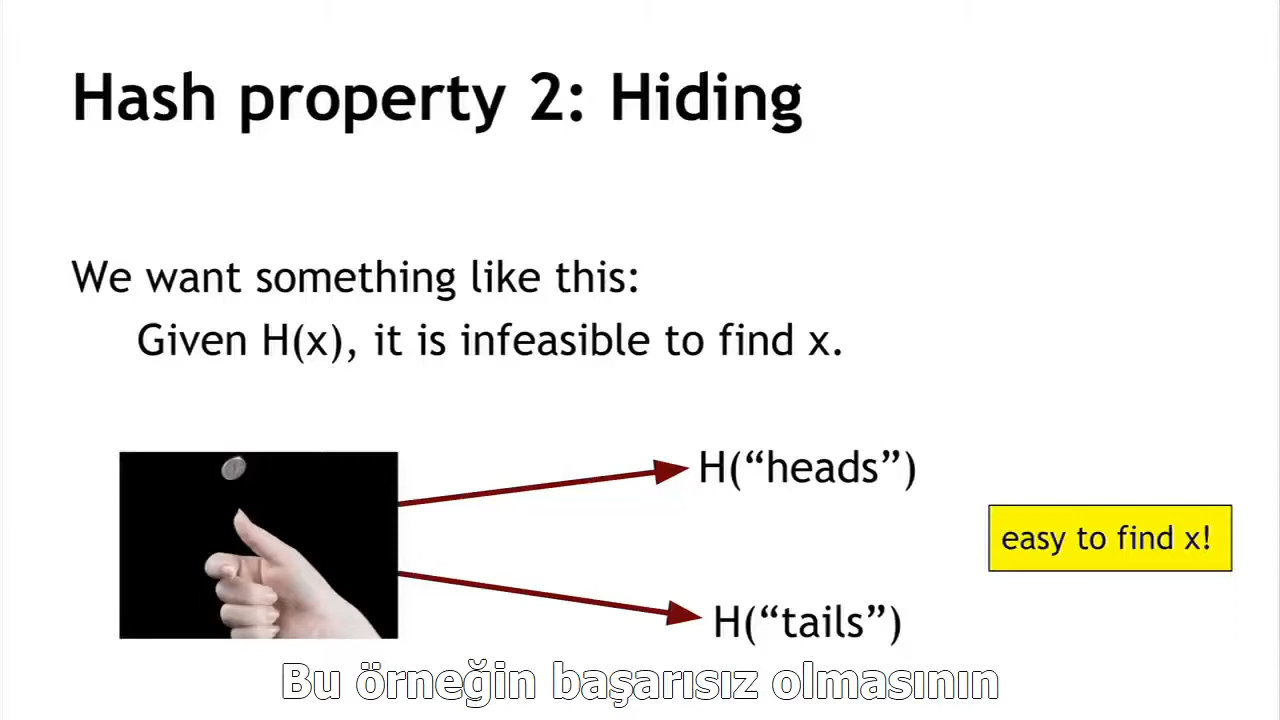 Hash property 2: Hiding
We want something like this:
Given H(x), it is infeasible to find x.
H(“heads”)
easy to find x!
H(“tails”)
Bu örneğin başarısız olmasının